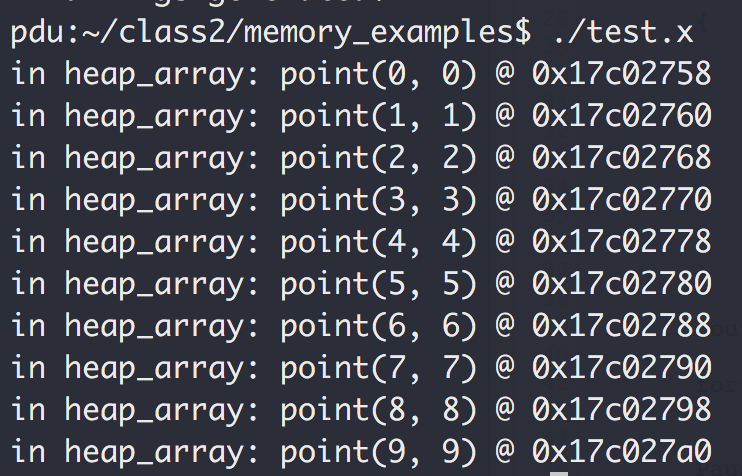 pdu:~/class2/memory_examples$ ./test.x
in heap_array: point(0, 0) @ 0x17c02758
in heap_array: point(1, 1) @ 0x17c02760
in heap_array: point(2, 2) @ 0x17c02768
in heap_array: point(3, 3) @ 0x17c02770
in heap_array: point(4, 4) @ 0x17c02778
in heap_array: point(5, 5) @ 0x17c02780
in heap_array: point(6, 6) @ 0x17c02788
in heap_array: point(7, 7) @ 0x17c02790
in heap_array: point(8, 8) @ 0x17c02798
in heap_array: point(9, 9) @ 0x17c027a0